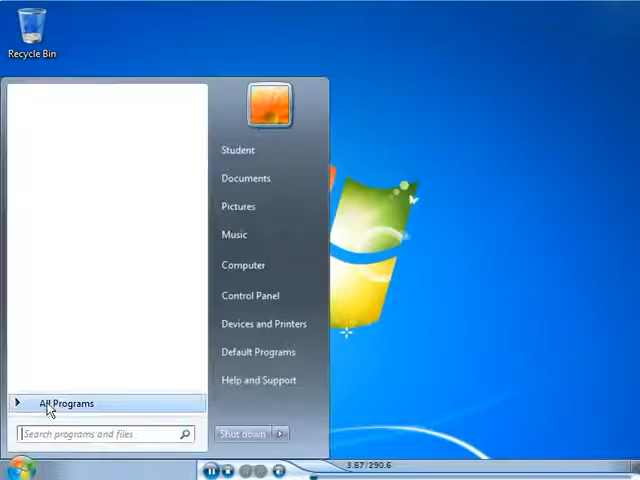 Recycle Bin
Student
Documents
Pictures
Music
Computer
Control Panel
Devices and Printers
Default Programs
Help and Support
All Programs
Search programs and files
Shut down
3.67/290.6